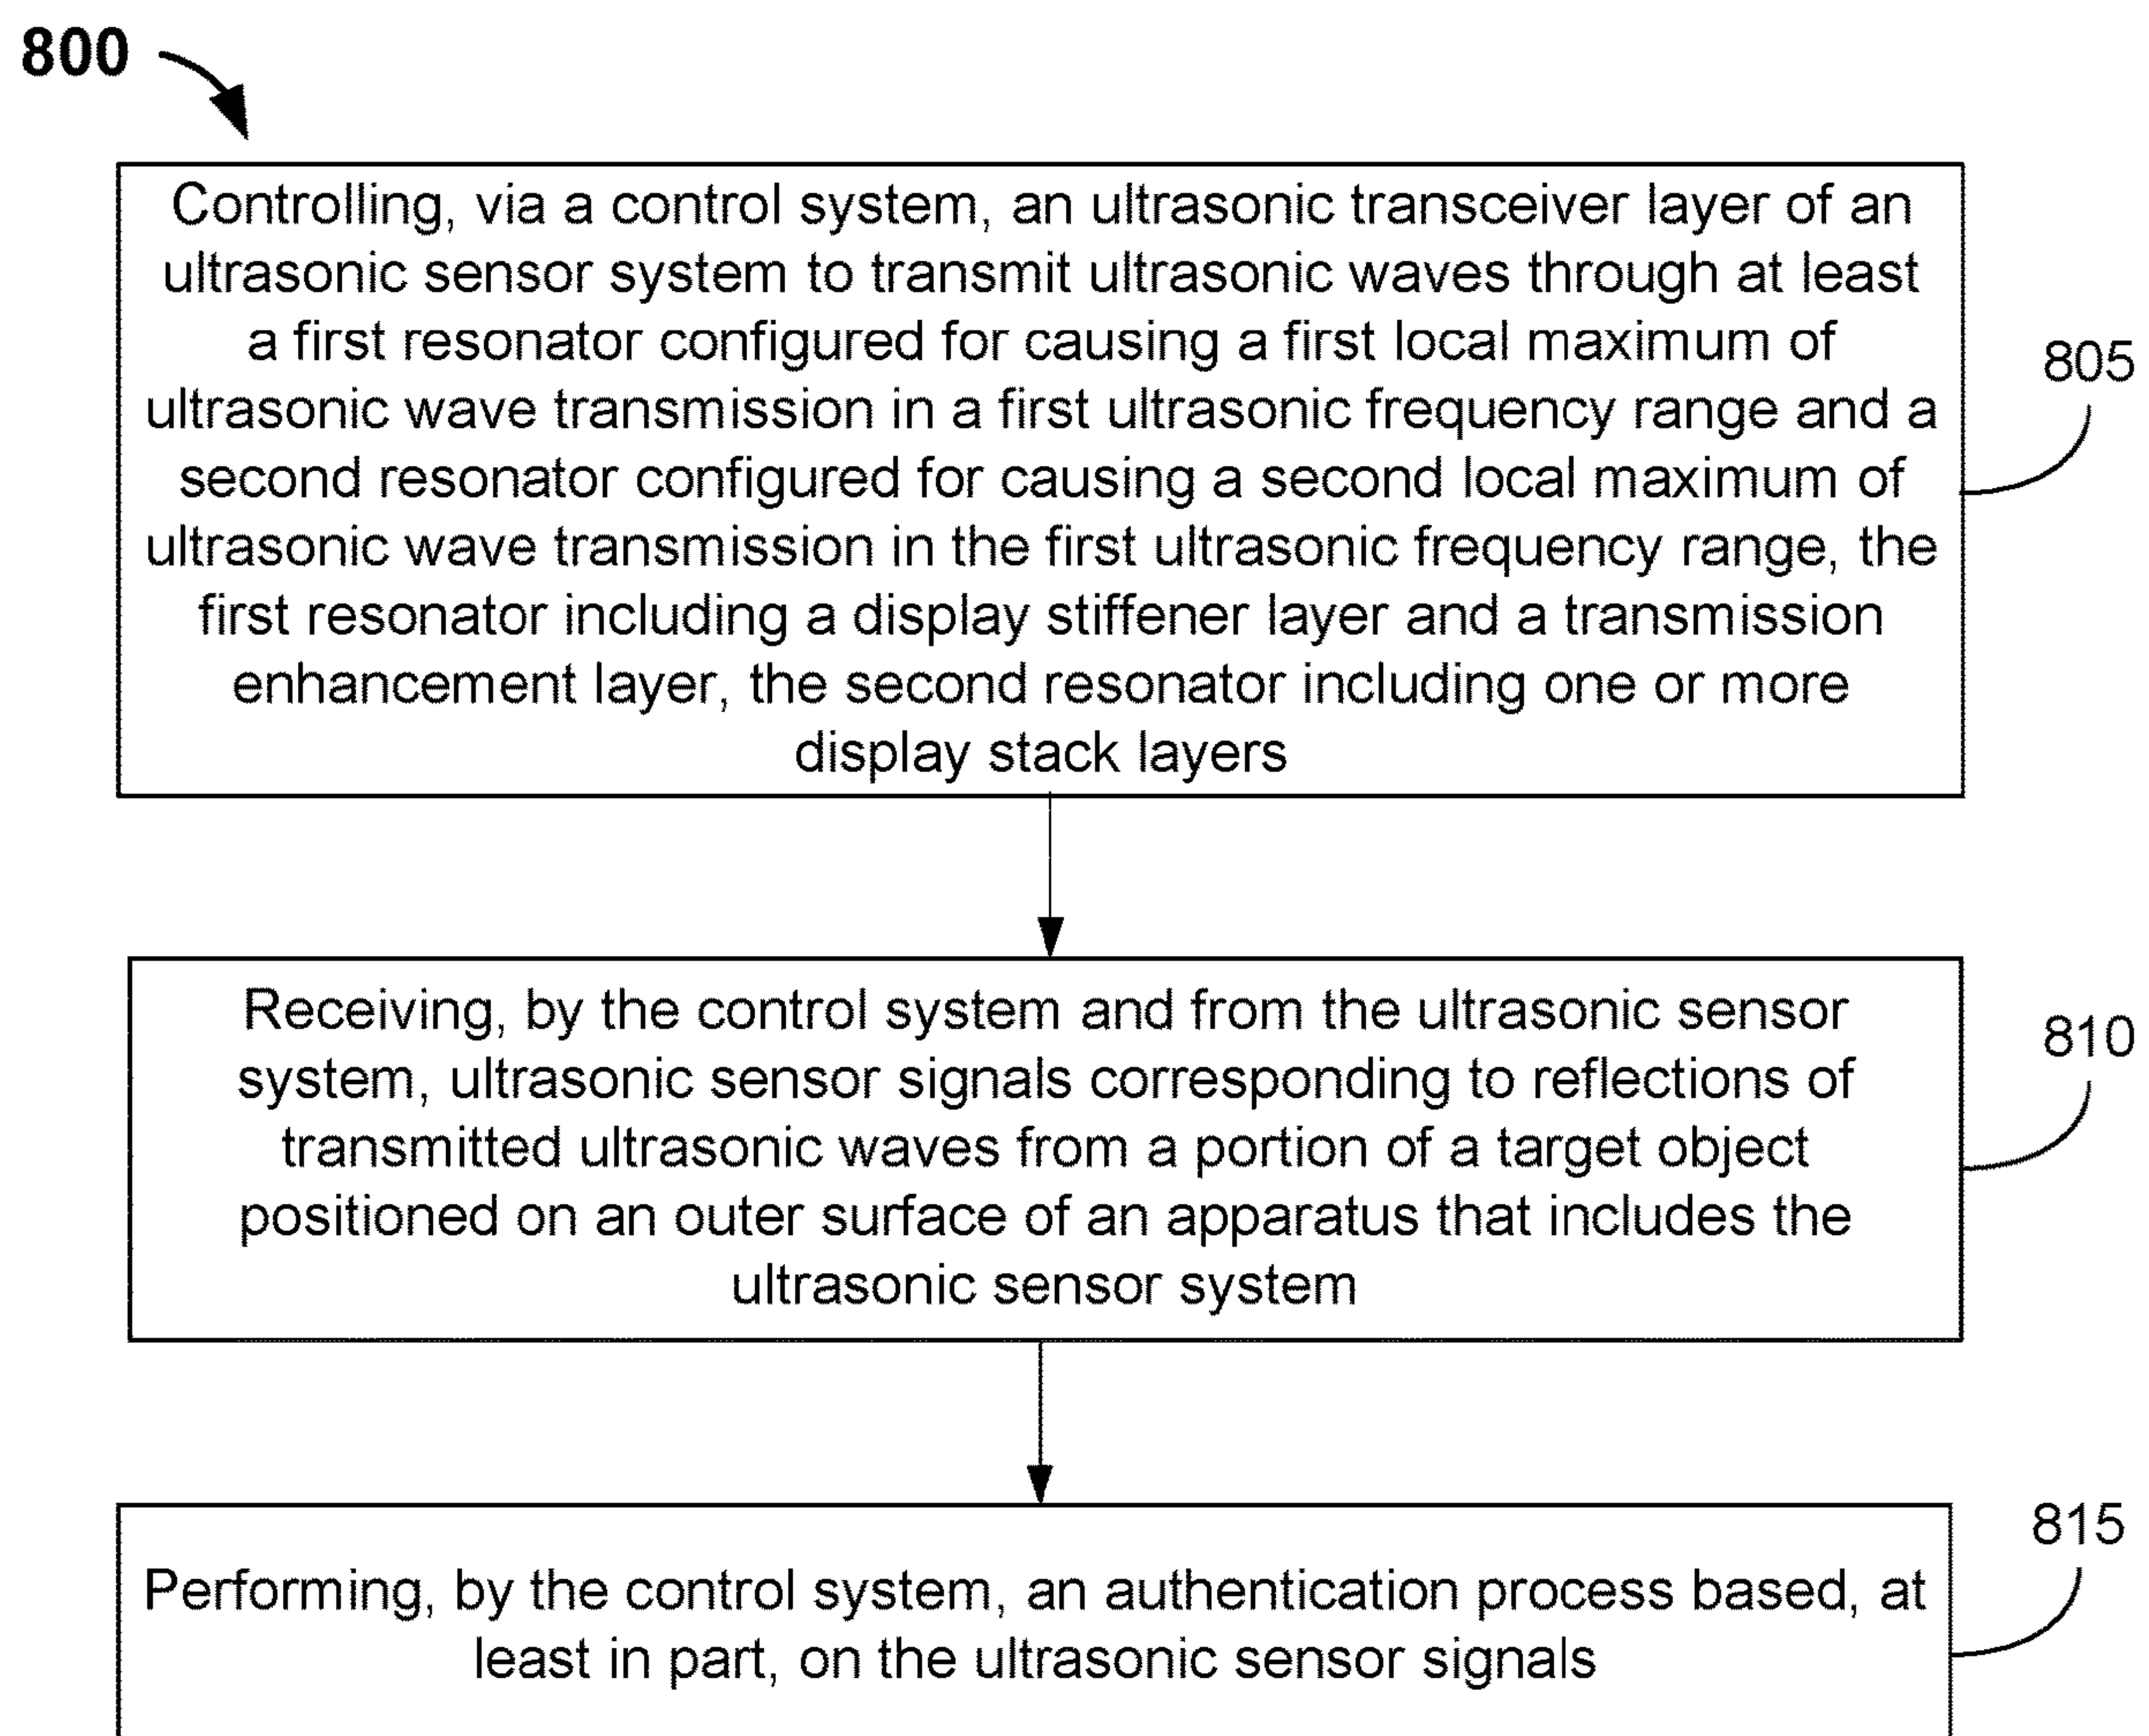 800
Controlling, via a control system, an ultrasonic transceiver layer of an
ultrasonic sensor system to transmit ultrasonic waves through at least
a first resonator configured for causing a first local maximum of
ultrasonic wave transmission in a first ultrasonic frequency range and a
second resonator configured for causing a second local maximum of
ultrasonic wave transmission in the first ultrasonic frequency range, the
first resonator including a display stiffener layer and a transmission
enhancement layer, the second resonator including one or more
display stack layers
805
Receiving, by the control system and from the ultrasonic sensor
system, ultrasonic sensor signals corresponding to reflections of
transmitted ultrasonic waves from a portion of a target object
positioned on an outer surface of an apparatus that includes the
ultrasonic sensor system
810
Performing, by the control system, an authentication process based, at
least in part, on the ultrasonic sensor signals
815